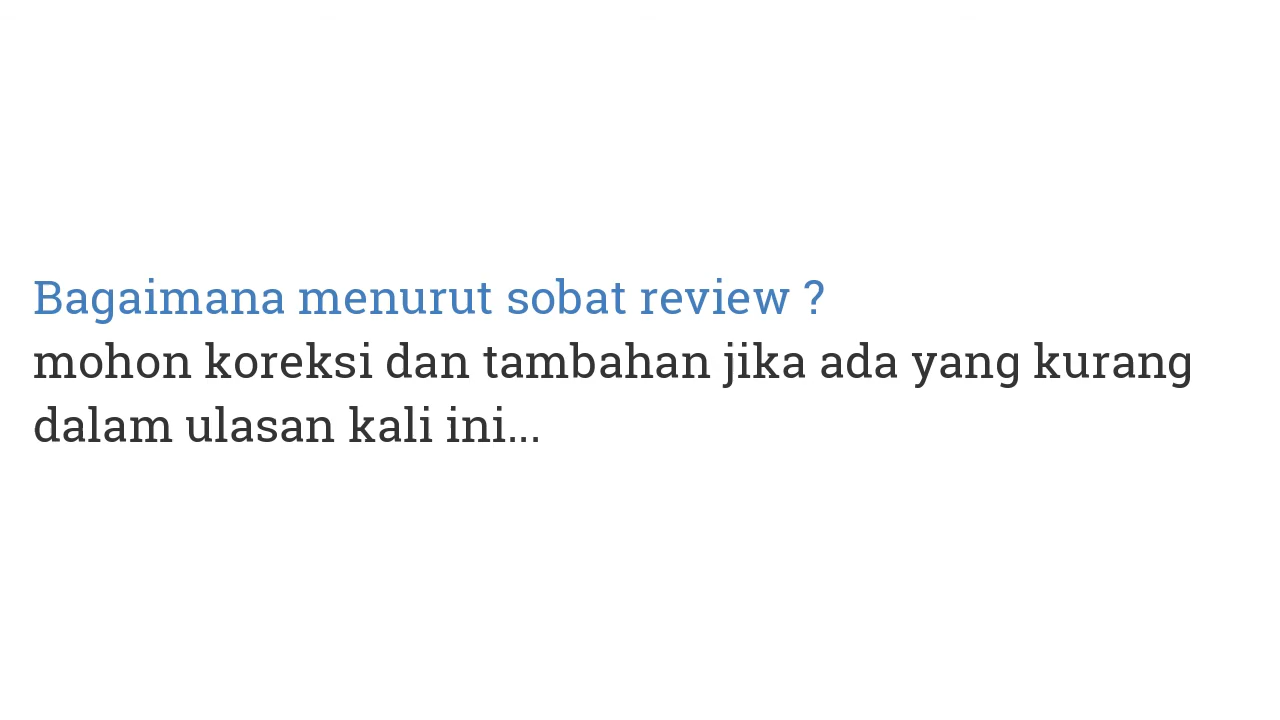 Bagaimana menurut sobat review ?
mohon koreksi dan tambahan jika ada yang kurang
dalam ulasan kali ini...